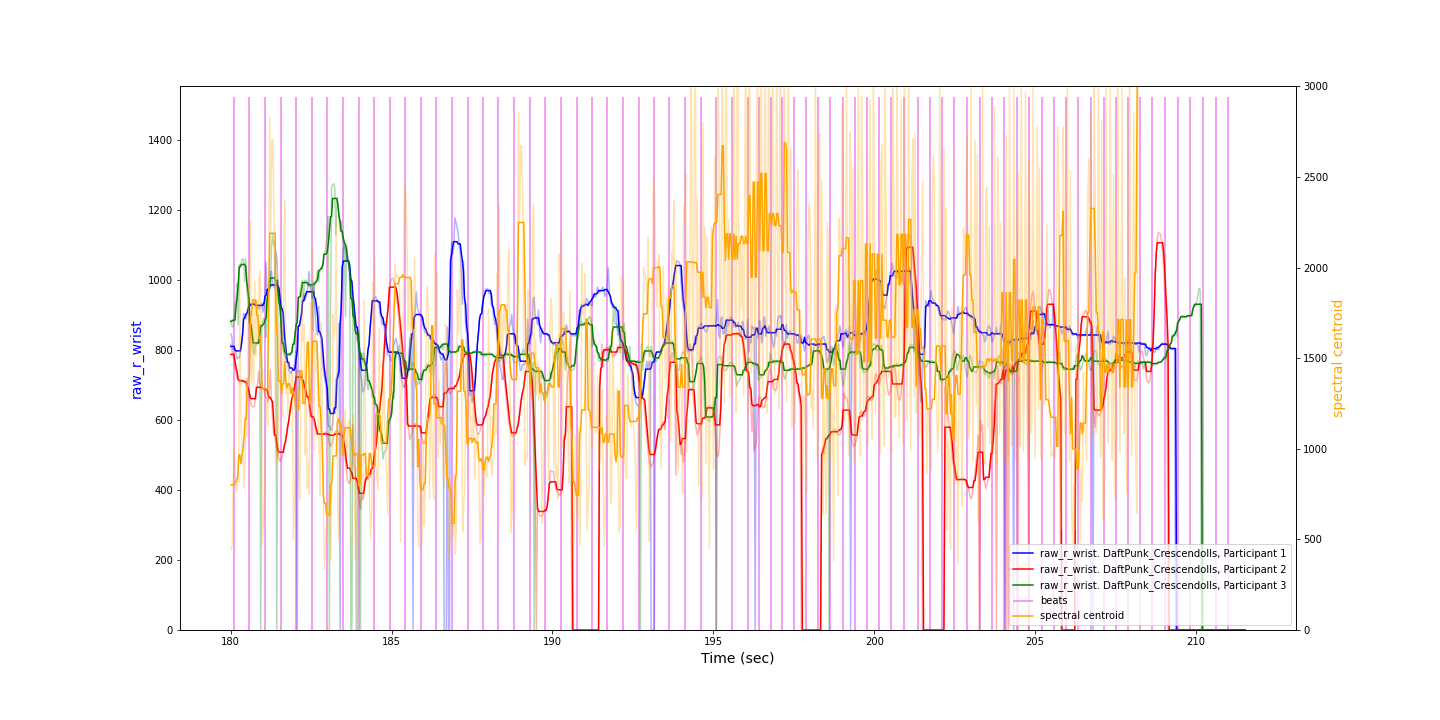 1400
1200
1000
800
600
400
200
0
raw_r_wrist
3000
2500
2000
1500
1000
500
0
spectral centroid
raw_r_wrist. DaftPunk_Crescendolls, Participant 1
raw_r_wrist. DaftPunk_Crescendolls, Participant 2
raw_r_wrist. DaftPunk_Crescendolls, Participant 3
beats
spectral centroid
180 185 190 195 200 205 210
Time (sec)